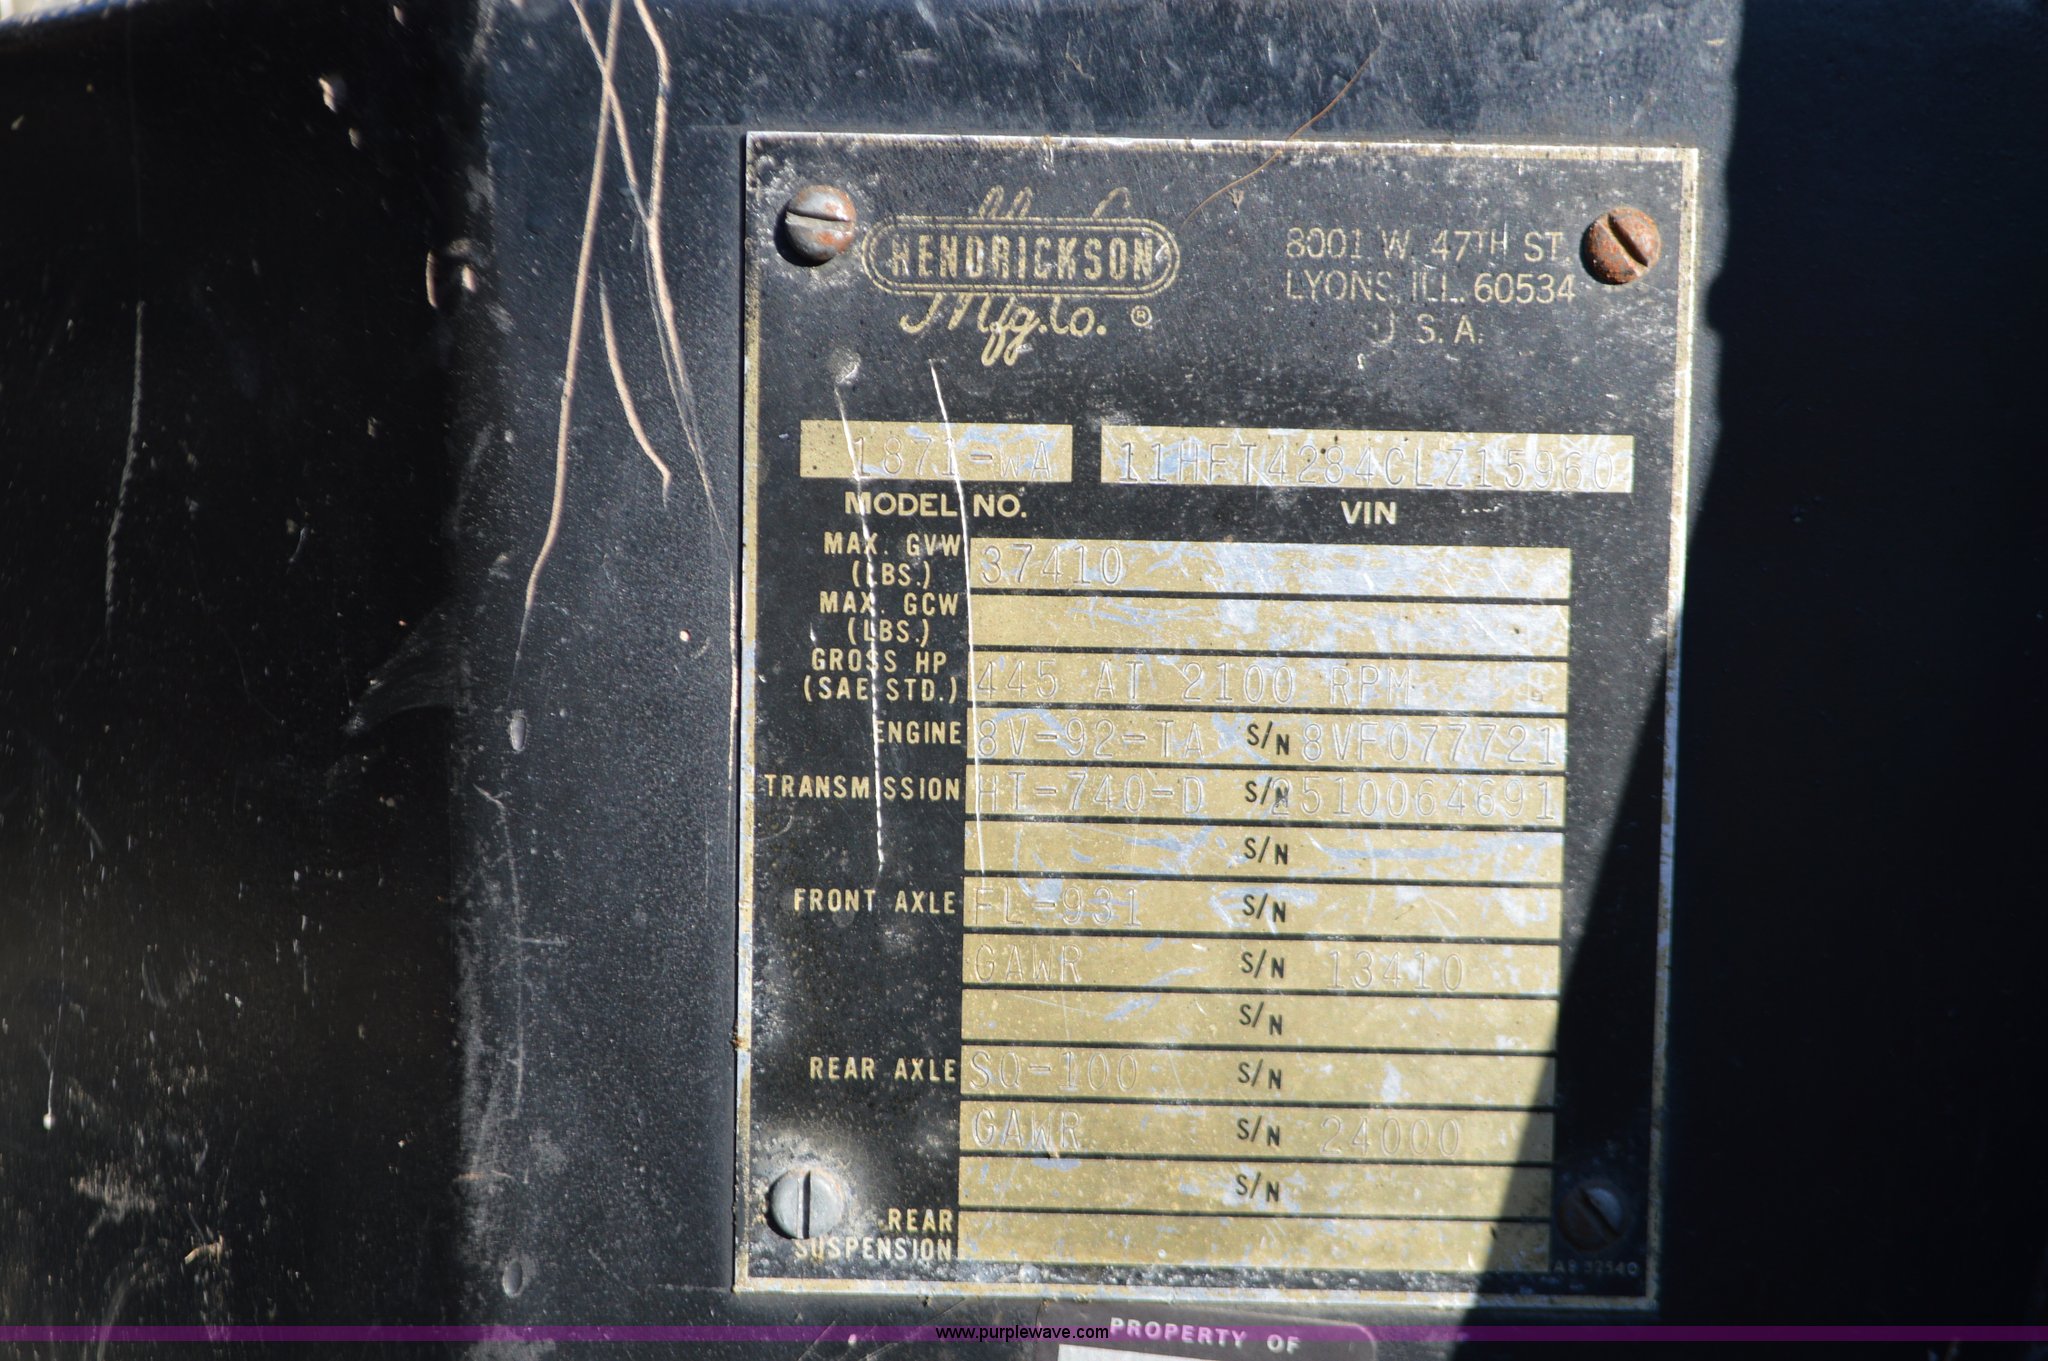 HENDRICKSON
Mfg. Co. ®
8001 W. 47TH ST.
LYONS, ILL. 60534
U.S.A.
1871-WA 11HFT4284CLZ15960
MODEL NO. VIN
MAX. GVW (LBS.) 37410
MAX. GCW (LBS.)
GROSS HP (SAE STD.) 445 AT 2100 RPM
ENGINE 8V-92-TA S/N 8VF077721
TRANSMISSION HT-740-D S/N 2510064691
S/N
FRONT AXLE FL-931 S/N
GAWR S/N 13410
S/N
REAR AXLE SQ-100 S/N
GAWR S/N 24000
S/N
REAR SUSPENSION
AB 32540
PROPERTY OF
www.purplewave.com